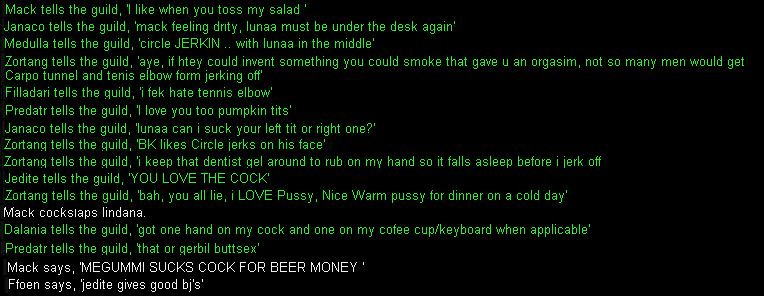 Mack tells the guild, 'I like when you toss my salad '
Janaco tells the guild, 'mack feeling drity, lunaa must be under the desk again'
Medulla tells the guild, 'circle JERKIN .. with lunaa in the middle'
Zortang tells the guild, 'aye, if htey could invent something you could smoke that gave u an orgasim, not so many men would get
Carpo tunnel and tenis elbow form jerking off'
Filladari tells the guild, 'i fek hate tennis elbow'
Predatr tells the guild, 'I love you too pumpkin tits'
Janaco tells the guild, 'lunaa can i suck your left tit or right one?'
Zortang tells the guild, 'BK likes Circle jerks on his face'
Zortang tells the guild, 'i keep that dentist gel around to rub on my hand so it falls asleep before i jerk off
Jedite tells the guild, 'YOU LOVE THE COCK'
Zortang tells the guild, 'bah, you all lie, i LOVE Pussy, Nice Warm pussy for dinner on a cold day'
Mack cockslaps lindana.
Dalania tells the guild, 'got one hand on my cock and one on my cofee cup/keyboard when applicable'
Predatr tells the guild, 'that or gerbil buttsex'
Mack says, 'MEGUMMI SUCKS COCK FOR BEER MONEY '
Ffoen says, 'jedite gives good bj's'